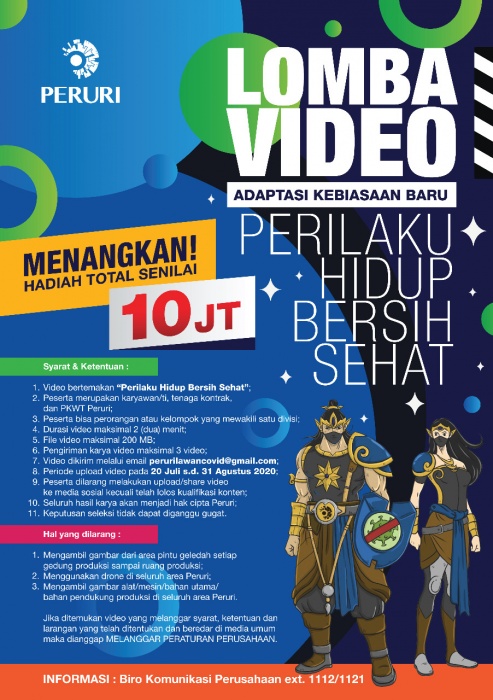 PERURI
LOMBA
VIDEO
ADAPTASI KEBIASAAN BARU
PERILAKU
HIDUP
BERSIH
SEHAT
MENANGKAN!
HADIAH TOTAL SENILAI
10JT
Syarat & Ketentuan :
1. Video bertemakan “Perilaku Hidup Bersih Sehat”;
2. Peserta merupakan karyawan/ti, tenaga kontrak,
dan PKWT Peruri;
3. Peserta bisa perorangan atau kelompok yang mewakili satu divisi;
4. Durasi video maksimal 2 (dua) menit;
5. File video maksimal 200 MB;
6. Pengiriman karya video maksimal 3 video;
7. Video dikirim melalui email perurilawancovid@gmail.com;
8. Periode upload video pada 20 Juli s.d. 31 Agustus 2020;
9. Peserta dilarang melakukan upload/share video
ke media sosial kecuali telah lolos kualifikasi konten;
10. Seluruh hasil karya akan menjadi hak cipta Peruri;
11. Keputusan seleksi tidak dapat diganggu gugat.
Hal yang dilarang :
1. Mengambil gambar dari area pintu geledah setiap
gedung produksi sampai ruang produksi;
2. Menggunakan drone di seluruh area Peruri;
3. Mengambil gambar alat/mesin/bahan utama/
bahan pendukung produksi di seluruh area Peruri.
Jika ditemukan video yang melanggar syarat, ketentuan dan
larangan yang telah ditentukan dan beredar di media umum
maka dianggap MELANGGAR PERATURAN PERUSAHAAN.
INFORMASI : Biro Komunikasi Perusahaan ext. 1112/1121